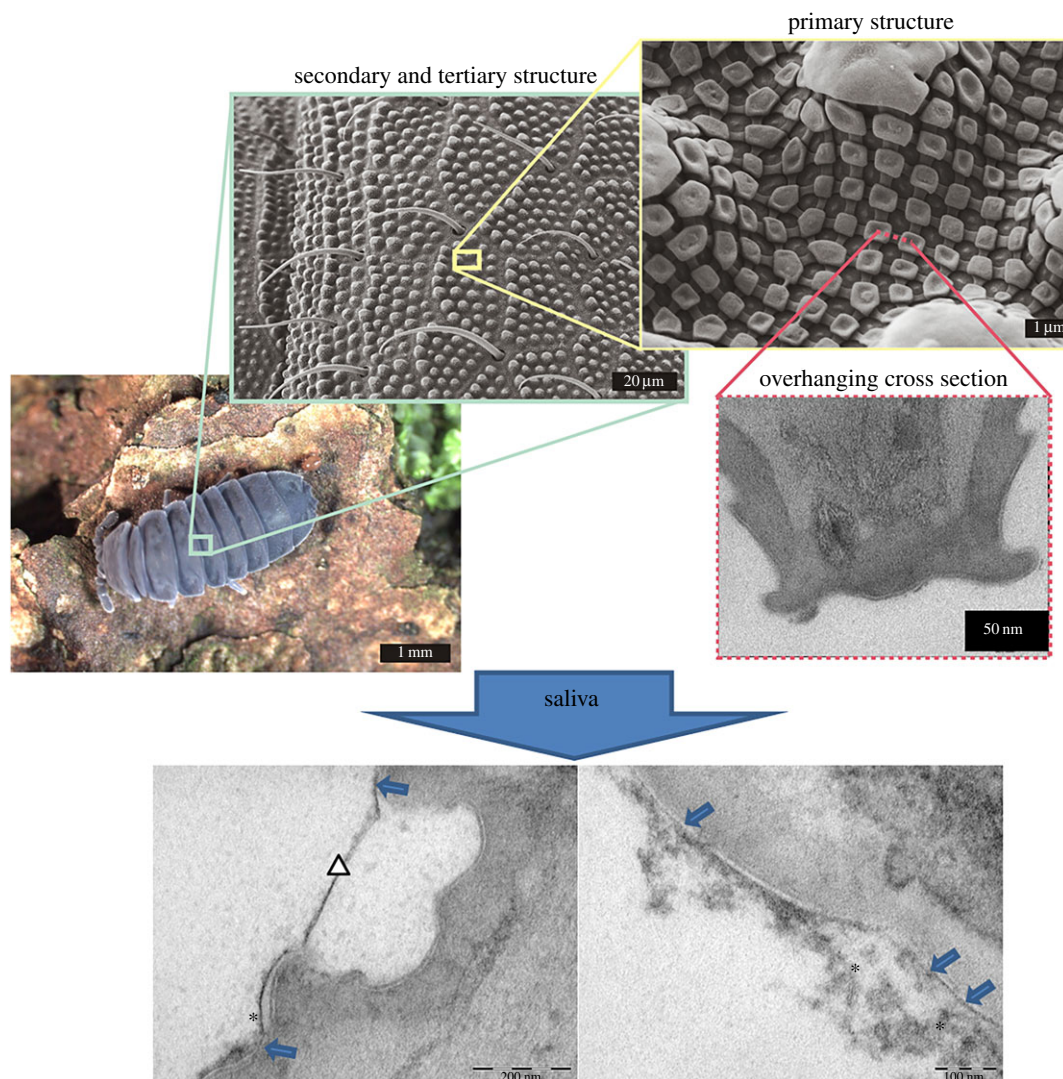 primary structure
secondary and tertiary structure
1 µm
20 µm
overhanging cross section
50 nm
1 mm
saliva
*
*
*
200 nm
100 nm